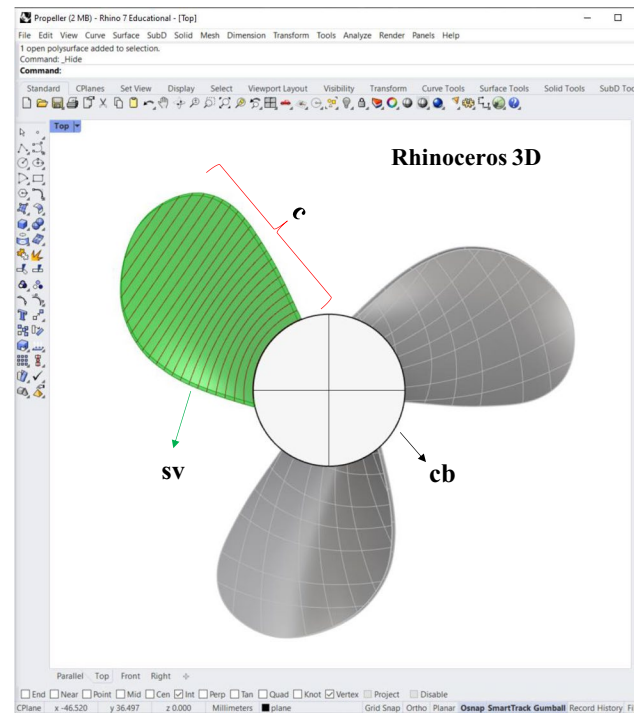 Propeller (2 MB) - Rhino 7 Educational - [Top]
File Edit View Curve Surface SubD Solid Mesh Dimension Transform Tools Analyze Render Panels Help
1 open polysurface added to selection.
Command: _Hide
Command:
Standard CPlanes Set View Display Select Viewport Layout Visibility Transform Curve Tools Surface Tools Solid Tools SubD Too
Top
Rhinoceros 3D
c
sv
cb
Parallel Top Front Right
End Near Point Mid Cen Int Perp Tan Quad Knot Vertex Project Disable
CPlane x -46.520 y 36.497 z 0.000 Millimeters plane Grid Snap Ortho Planar Osnap SmartTrack Gumball Record History Fi